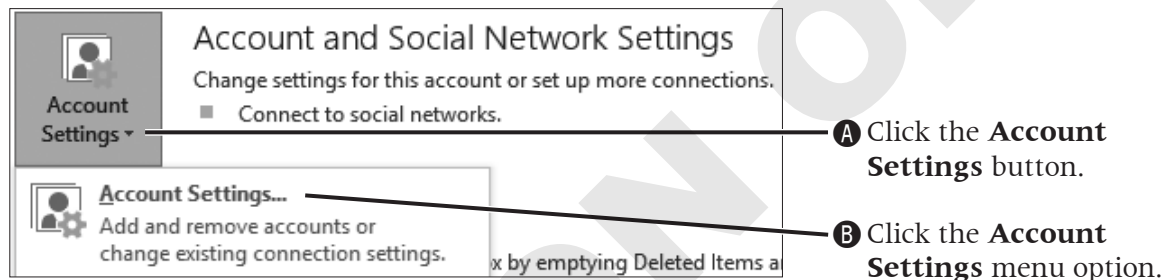 Account and Social Network Settings
Change settings for this account or set up more connections.
Connect to social networks.
Account
Settings
Account Settings...
Add and remove accounts or
change existing connection settings.
x by emptying Deleted Items
A Click the Account
Settings button.
B Click the Account
Settings menu option.